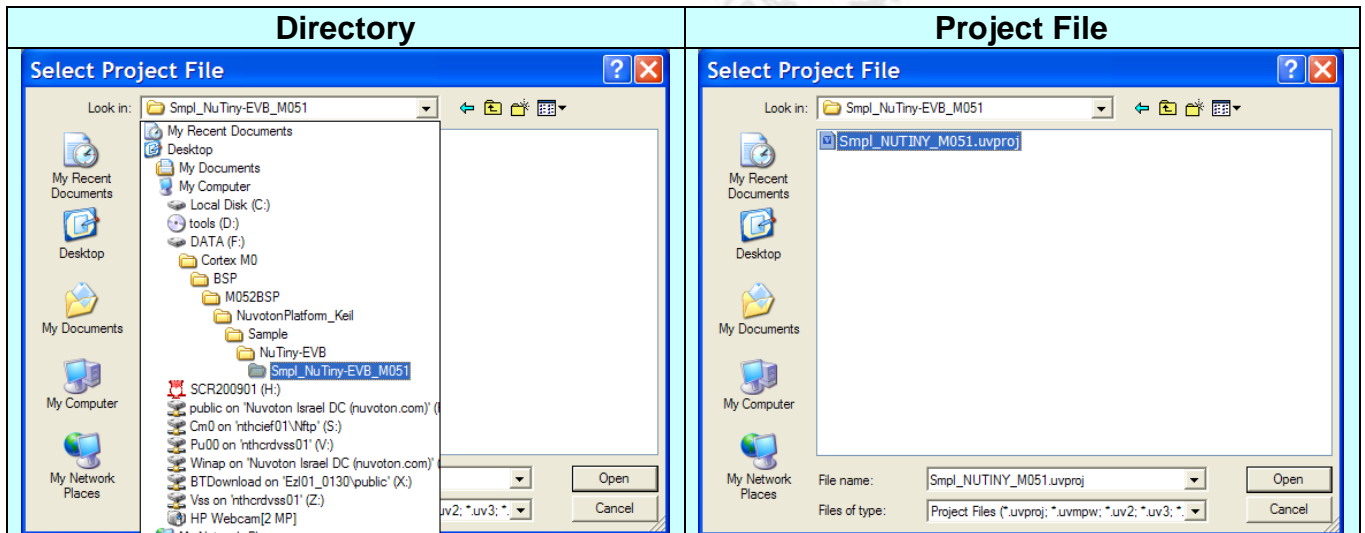 Directory
Project File
Select Project File
Look in: Smpl_NuTiny-EVB_M051
My Recent Documents
Desktop
My Documents
My Computer
Local Disk (C:)
tools (D:)
DATA (F:)
Cortex M0
BSP
M052BSP
NuvotonPlatform_Keil
Sample
NuTiny-EVB
Smpl_NuTiny-EVB_M051
SCR200901 (H:)
public on 'Nuvoton Israel DC (nuvoton.com)' (
Cm0 on 'nthcief01\Nftp' (S:)
Pu00 on 'nthcrdvss01' (V:)
Winap on 'Nuvoton Israel DC (nuvoton.com)' (
BTDownload on 'Ezl01_0130\public' (X:)
Vss on 'nthcrdvss01' (Z:)
HP Webcam[2 MP]
My Recent
Documents
Desktop
My Documents
My Computer
My Network
Places
Open
uv2; *.uv3; *.
Cancel
Select Project File
Look in: Smpl_NuTiny-EVB_M051
Smpl_NUTINY_M051.uvproj
My Recent
Documents
Desktop
My Documents
My Computer
My Network
Places
File name: Smpl_NUTINY_M051.uvproj
Open
Files of type: Project Files (*.uvproj; *.uvmpw; *.uv2; *.uv3; *.
Cancel